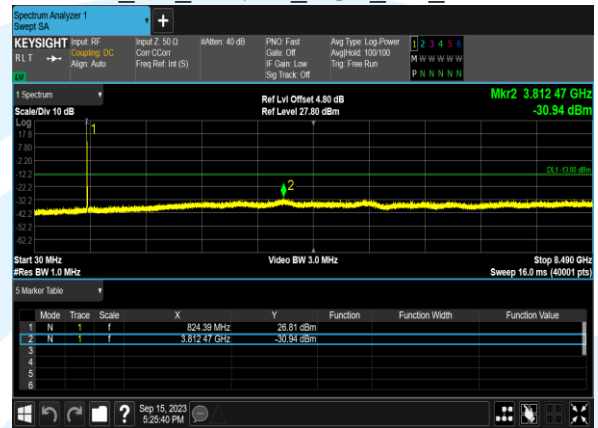 Spectrum Analyzer 1
Swept SA
+
KEYSIGHT Input: RF
RLT
Coupling: DC
Align: Auto
Input Z: 50 Ω
Corr CCorr
Freq Ref: Int (S)
#Atten: 40 dB
PNO: Fast
Gate: Off
IF Gain: Low
Sig Track: Off
Avg Type: Log-Power
Avg|Hold: 100/100
Trig: Free Run
1 2 3 4 5 6
M W W W W W
P N N N N N
LV
1 Spectrum
Scale/Div 10 dB
Ref Lvl Offset 4.80 dB
Ref Level 27.80 dBm
Mkr2 3.812 47 GHz
-30.94 dBm
Log
1
17.8
7.80
-2.20
-12.2
DL1 -13.00 dBm
-22.2
2
-32.2
-42.2
-52.2
-62.2
Start 30 MHz
#Res BW 1.0 MHz
Video BW 3.0 MHz
Stop 8.490 GHz
Sweep 16.0 ms (40001 pts)
5 Marker Table
Mode Trace Scale X Y Function Function Width Function Value
1 N 1 f 824.39 MHz 26.81 dBm
2 N 1 f 3.812 47 GHz -30.94 dBm
3
4
5
6
?
Sep 15, 2023
5:25:40 PM